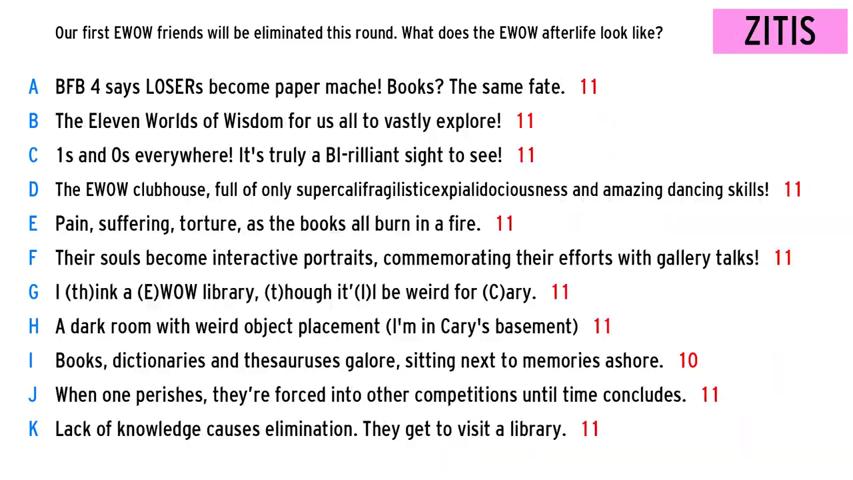 Our first EWOW friends will be eliminated this round. What does the EWOW afterlife look like?
ZITIS
A BFB 4 says LOSERs become paper mache! Books? The same fate. 11
B The Eleven Worlds of Wisdom for us all to vastly explore! 11
C 1s and 0s everywhere! It's truly a BI-rilliant sight to see! 11
D The EWOW clubhouse, full of only supercalifragilisticexpialidociousness and amazing dancing skills! 11
E Pain, suffering, torture, as the books all burn in a fire. 11
F Their souls become interactive portraits, commemorating their efforts with gallery talks! 11
G I (th)ink a (E)WOW library, (t)hough it'(l)l be weird for (C)ary. 11
H A dark room with weird object placement (I'm in Cary's basement) 11
I Books, dictionaries and thesauruses galore, sitting next to memories ashore. 10
J When one perishes, they're forced into other competitions until time concludes. 11
K Lack of knowledge causes elimination. They get to visit a library. 11